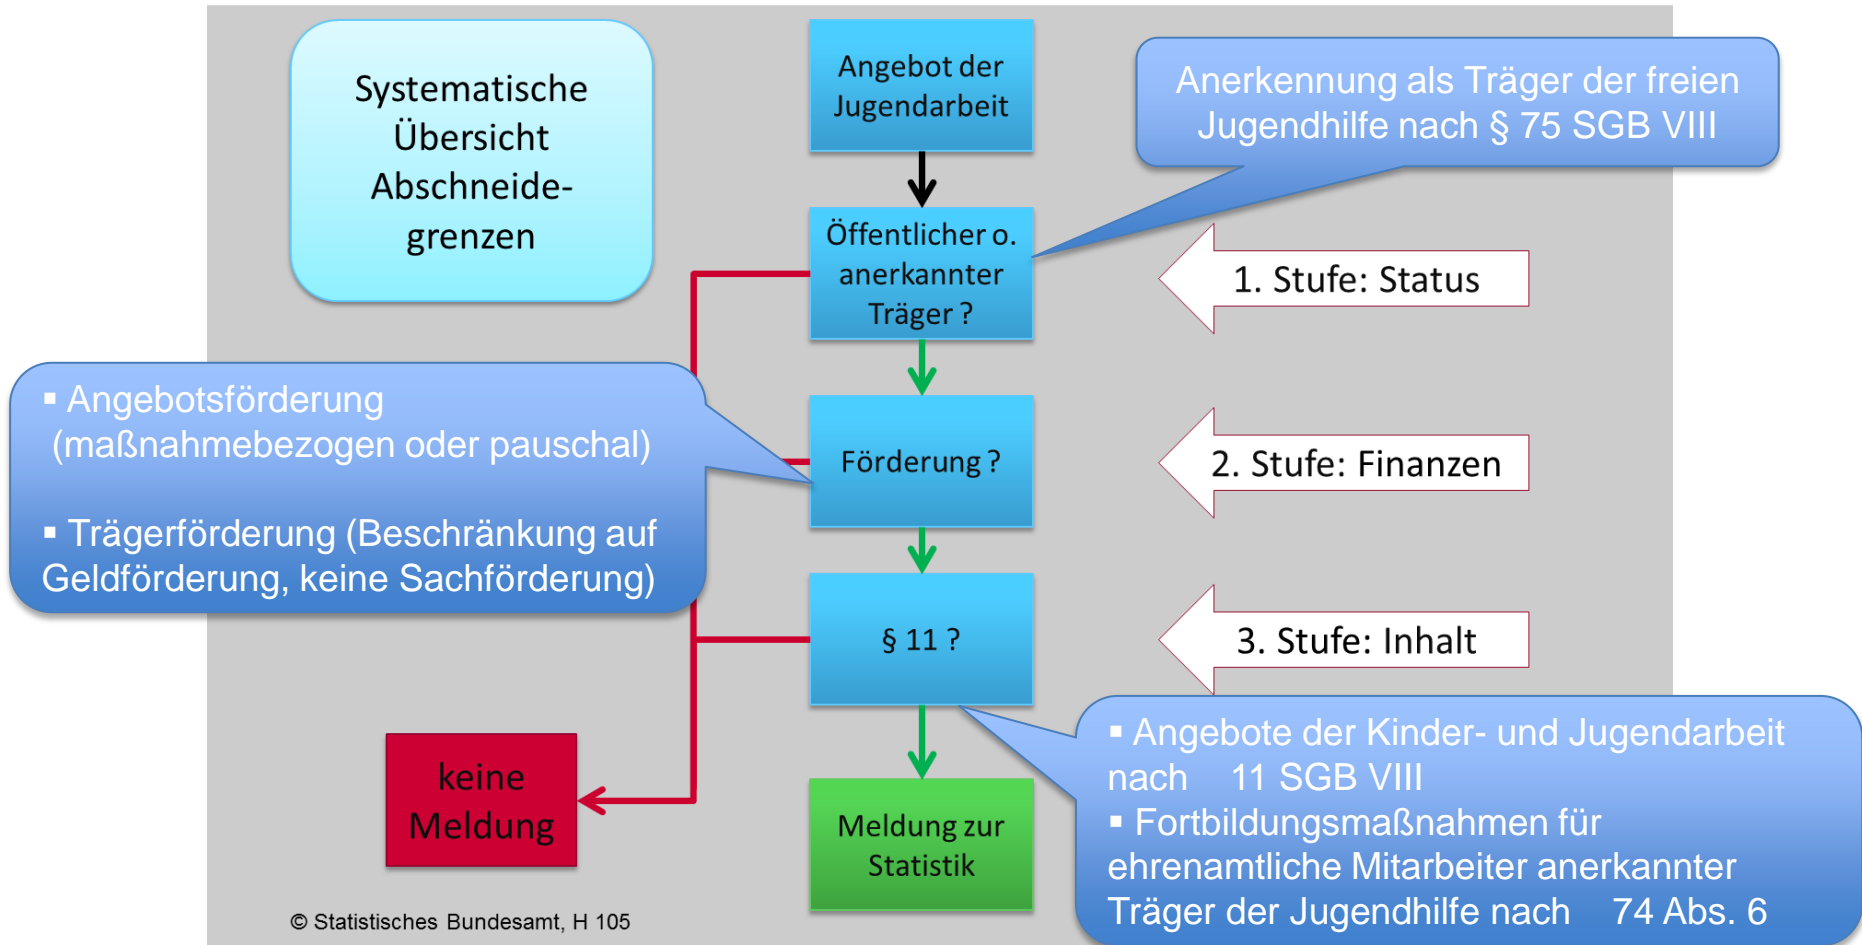 Systematische
Übersicht
Abschneide-
grenzen
Angebot der
Jugendarbeit
Anerkennung als Träger der freien
Jugendhilfe nach § 75 SGB VIII
Öffentlicher o.
anerkannter
Träger ?
1. Stufe: Status
▪ Angebotsförderung
(maßnahmebezogen oder pauschal)
▪ Trägerförderung (Beschränkung auf
Geldförderung, keine Sachförderung)
Förderung ?
2. Stufe: Finanzen
§ 11 ?
3. Stufe: Inhalt
▪ Angebote der Kinder- und Jugendarbeit
nach 11 SGB VIII
▪ Fortbildungsmaßnahmen für
ehrenamtliche Mitarbeiter anerkannter
Träger der Jugendhilfe nach 74 Abs. 6
keine
Meldung
Meldung zur
Statistik
© Statistisches Bundesamt, H 105